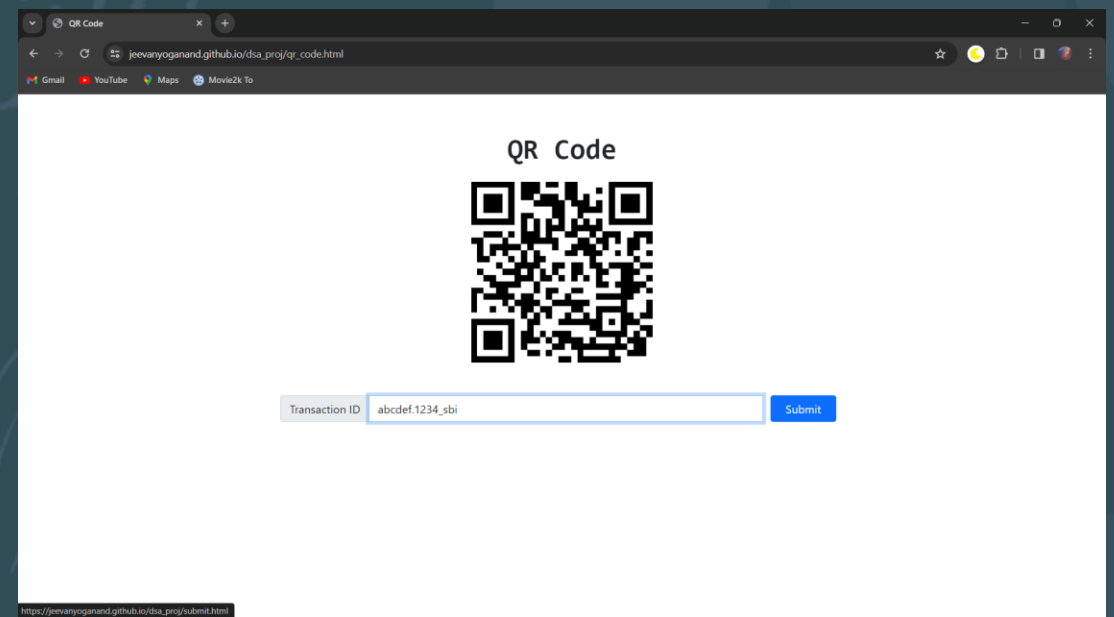 QR Code
jeevanyoganand.github.io/dsa_proj/qr_code.html
Gmail YouTube Maps Movie2k To
QR Code
Transaction ID abcdef.1234_sbi Submit
https://jeevanyoganand.github.io/dsa_proj/submit.html